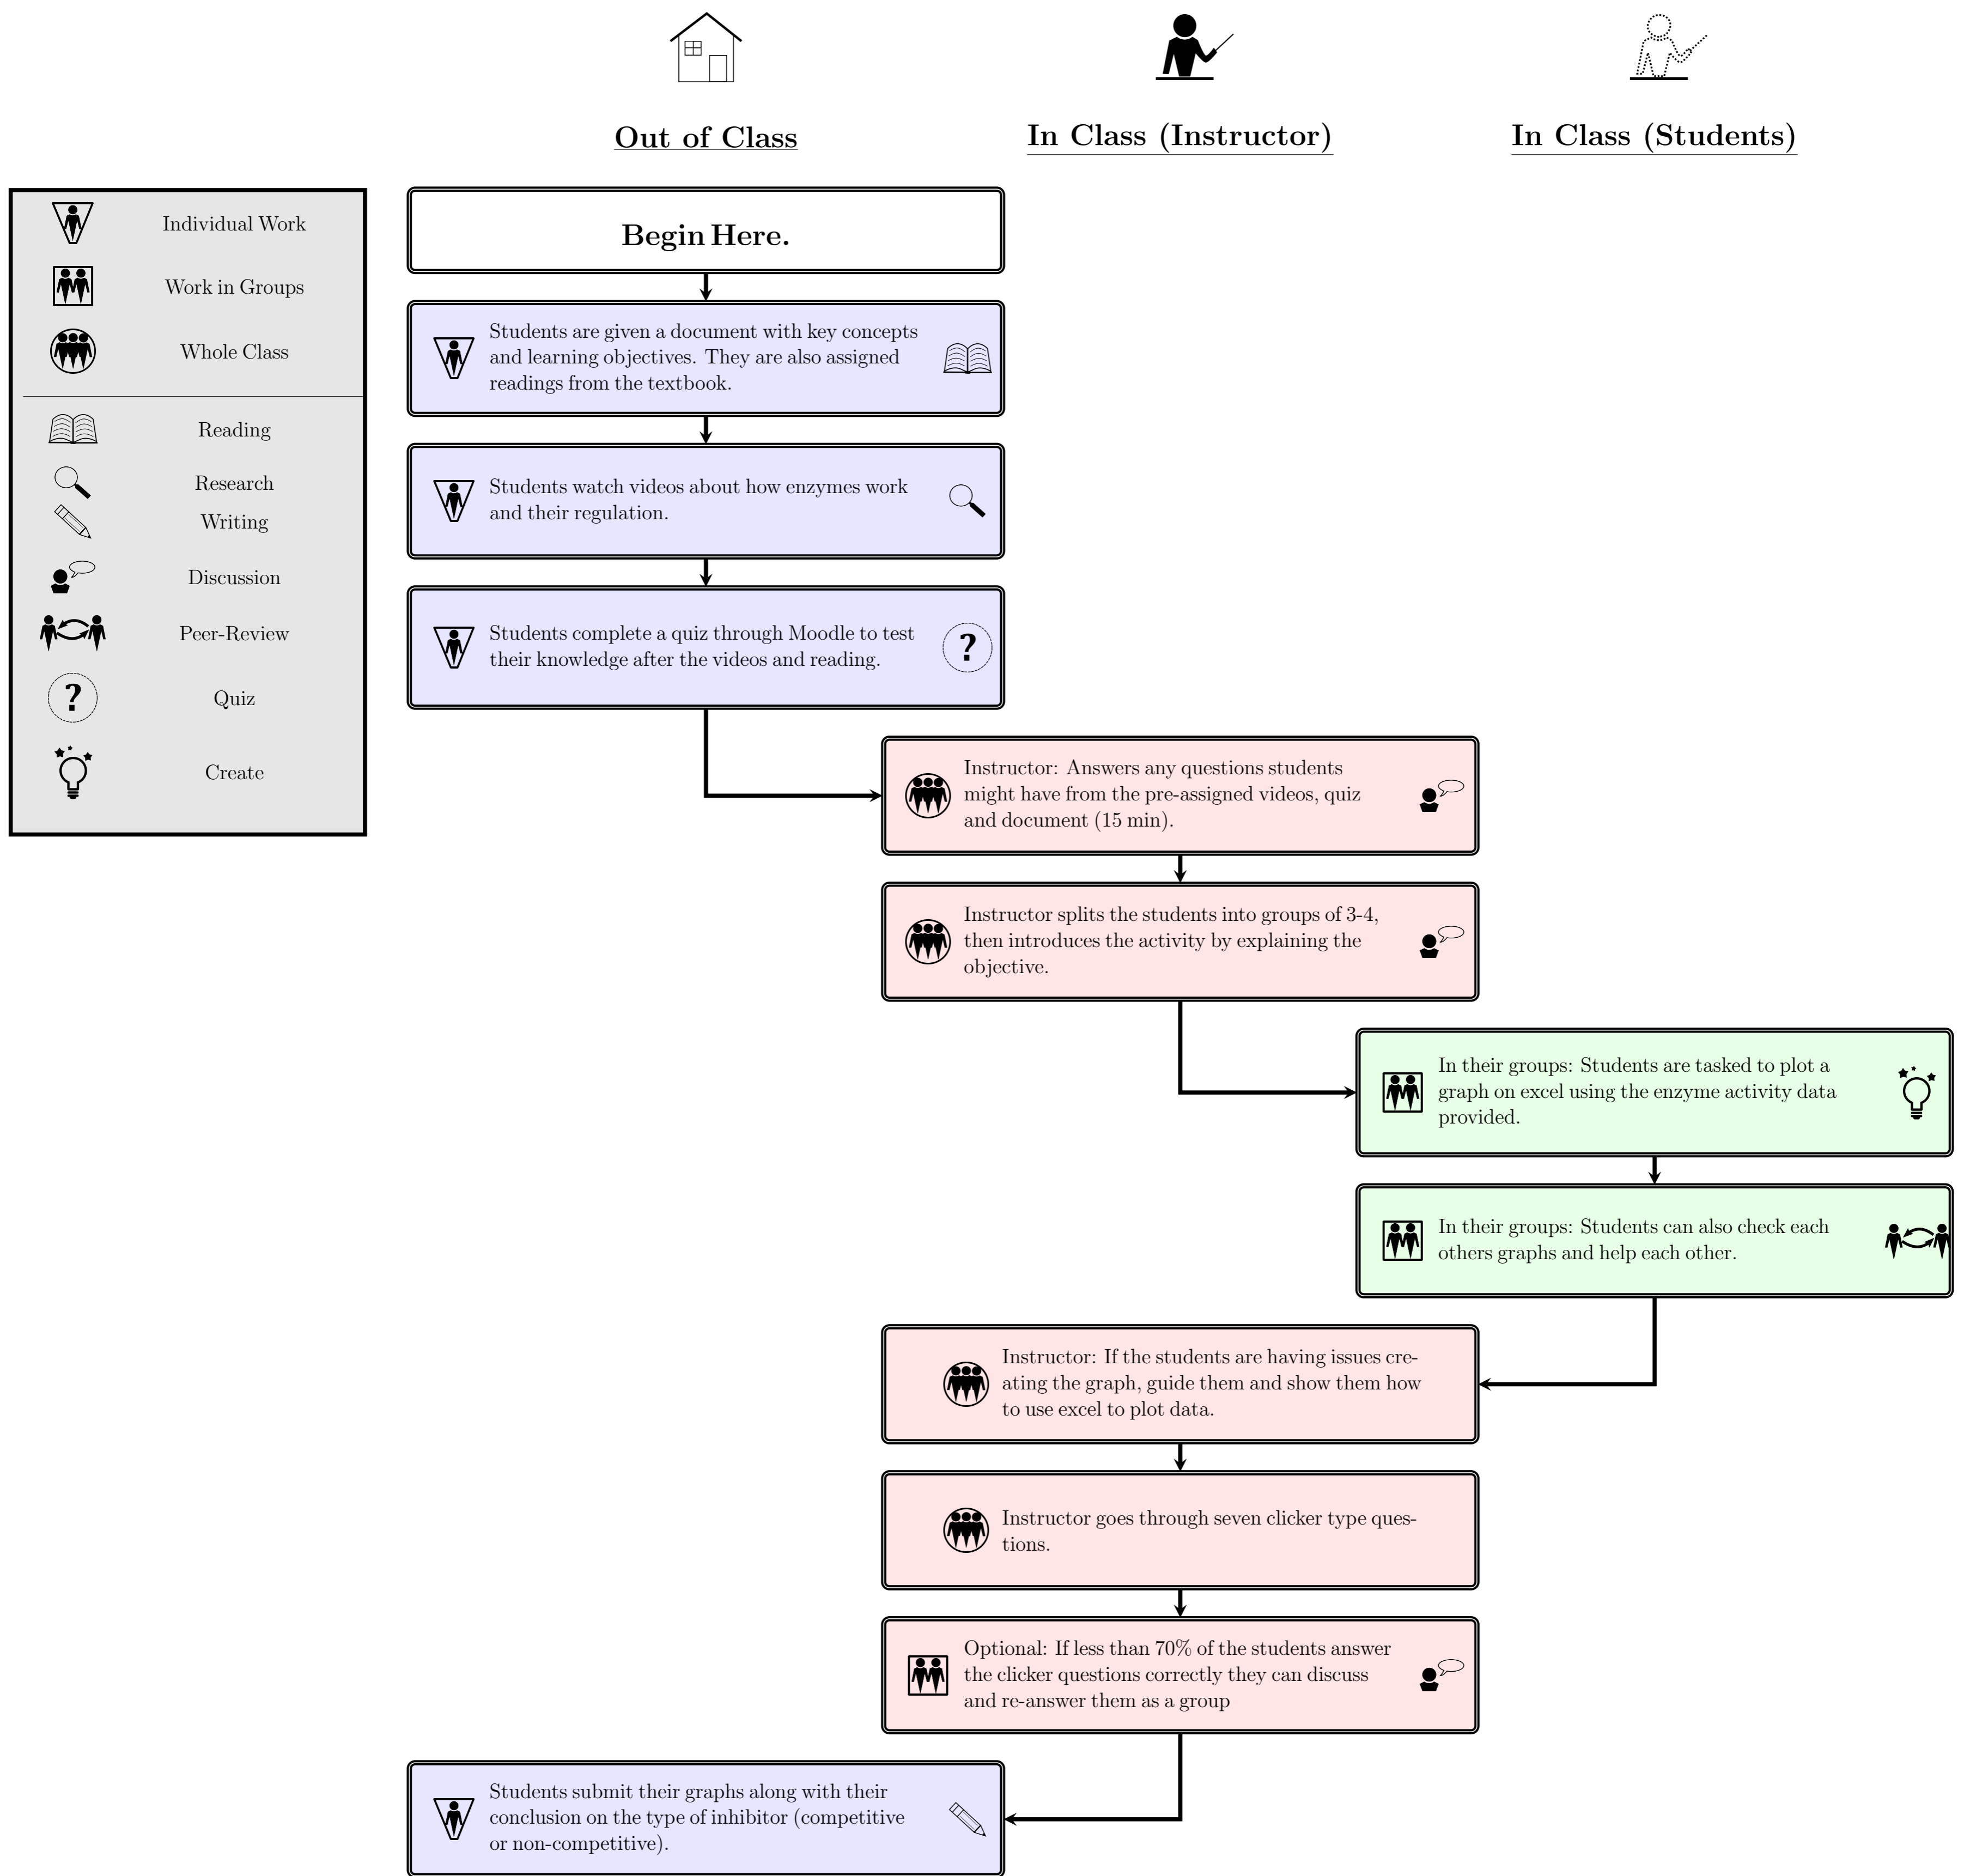 Out of Class
In Class (Instructor)
In Class (Students)
Individual Work
Work in Groups
Whole Class
Reading
Research
Writing
Discussion
Peer-Review
?
Quiz
Create
Begin Here.
Students are given a document with key concepts
and learning objectives. They are also assigned
readings from the textbook.
Students watch videos about how enzymes work
and their regulation.
Students complete a quiz through Moodle to test
their knowledge after the videos and reading.
?
Instructor: Answers any questions students
might have from the pre-assigned videos, quiz
and document (15 min).
Instructor splits the students into groups of 3-4,
then introduces the activity by explaining the
objective.
In their groups: Students are tasked to plot a
graph on excel using the enzyme activity data
provided.
In their groups: Students can also check each
others graphs and help each other.
Instructor: If the students are having issues cre-
ating the graph, guide them and show them how
to use excel to plot data.
Instructor goes through seven clicker type ques-
tions.
Optional: If less than 70% of the students answer
the clicker questions correctly they can discuss
and re-answer them as a group
Students submit their graphs along with their
conclusion on the type of inhibitor (competitive
or non-competitive).